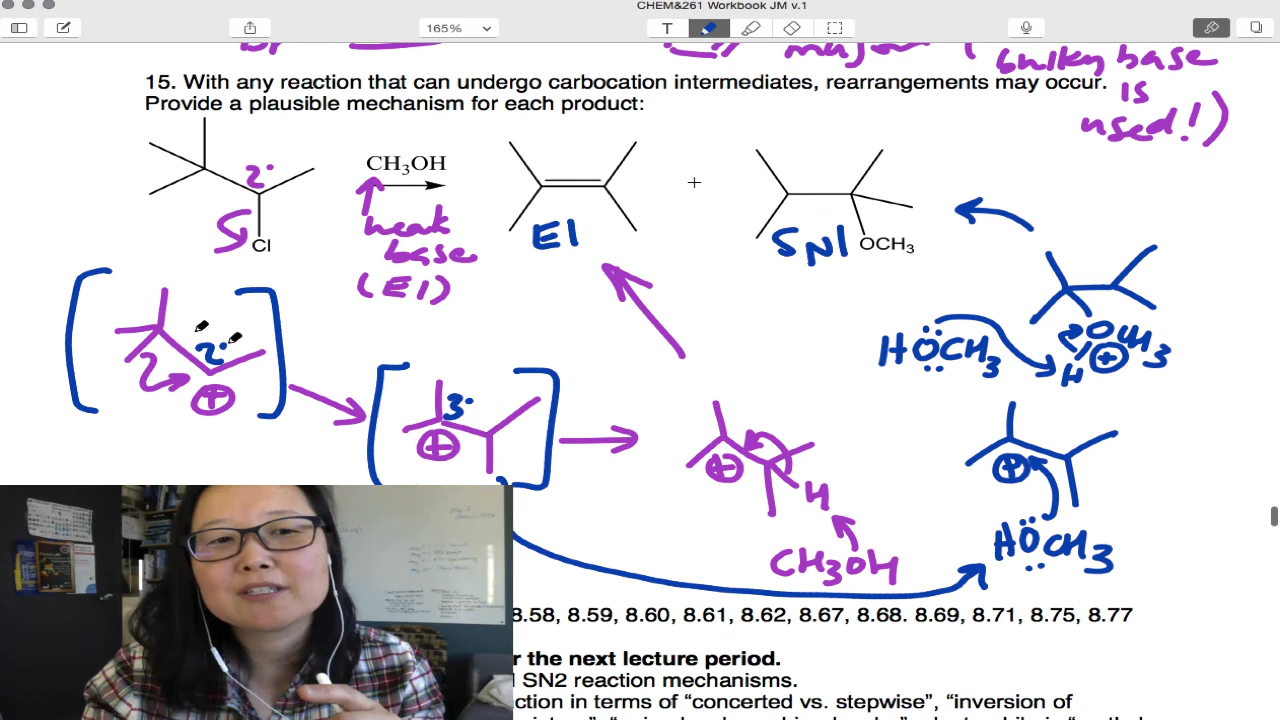 CHEM&261 Workbook JM v.1
165%
T
major (
bulky base
is
used!)
15. With any reaction that can undergo carbocation intermediates, rearrangements may occur.
Provide a plausible mechanism for each product:
2°
Cl
CH3OH
weak
base
(E1)
E1
+
SN1
OCH3
2°
+
3°
+
+
H
CH3OH
HÖCH3
OCH3
H
+
+
HÖCH3
8.58, 8.59, 8.60, 8.61, 8.62, 8.67, 8.68. 8.69, 8.71, 8.75, 8.77
r the next lecture period.
d SN2 reaction mechanisms.
ction in terms of “concerted vs. stepwise”, “inversion of